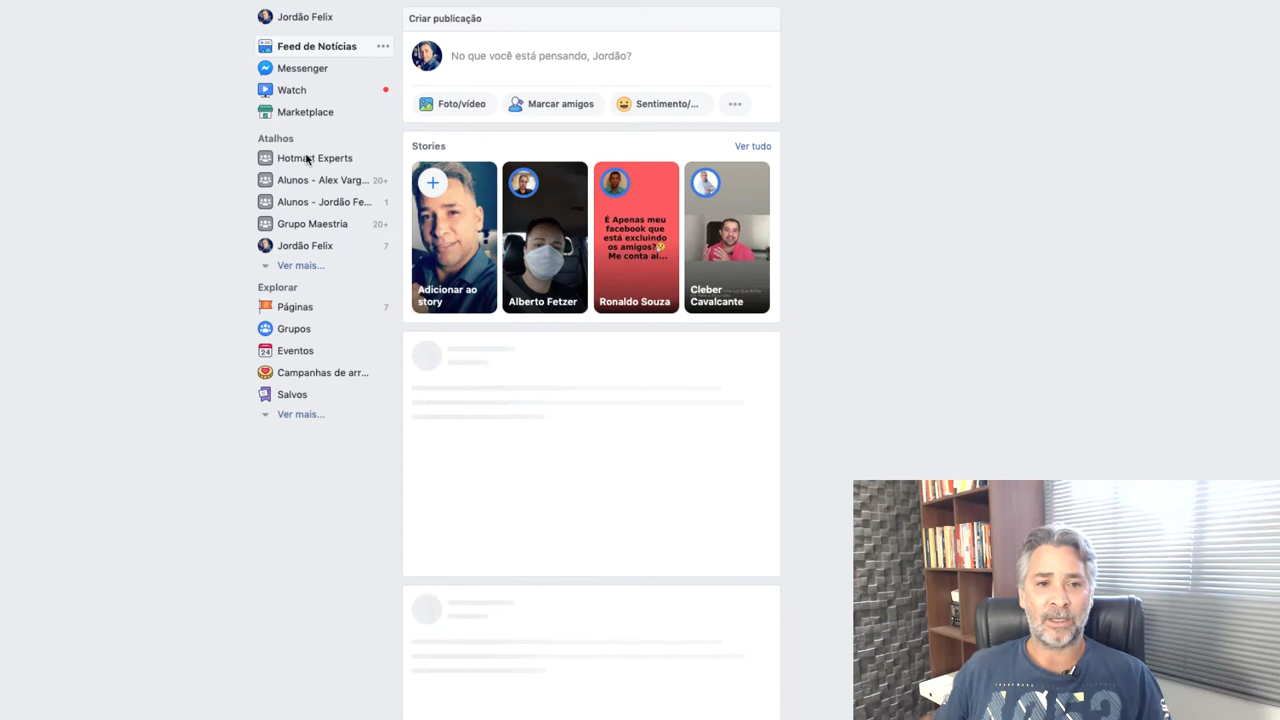 Jordão Felix
Feed de Notícias
Messenger
Watch
Marketplace
Atalhos
Hotmart Experts
Alunos - Alex Varg... 20+
Alunos - Jordão Fe... 1
Grupo Maestria 20+
Jordão Felix 7
Ver mais...
Explorar
Páginas 7
Grupos
24 Eventos
Campanhas de arr...
Salvos
Ver mais...
Criar publicação
No que você está pensando, Jordão?
Foto/vídeo Marcar amigos Sentimento/...
Stories Ver tudo
Adicionar ao
story
Alberto Fetzer
É Apenas meu
facebook que
está excluindo
os amigos?🤔
Me conta ai...
Ronaldo Souza
Cleber
Cavalcante